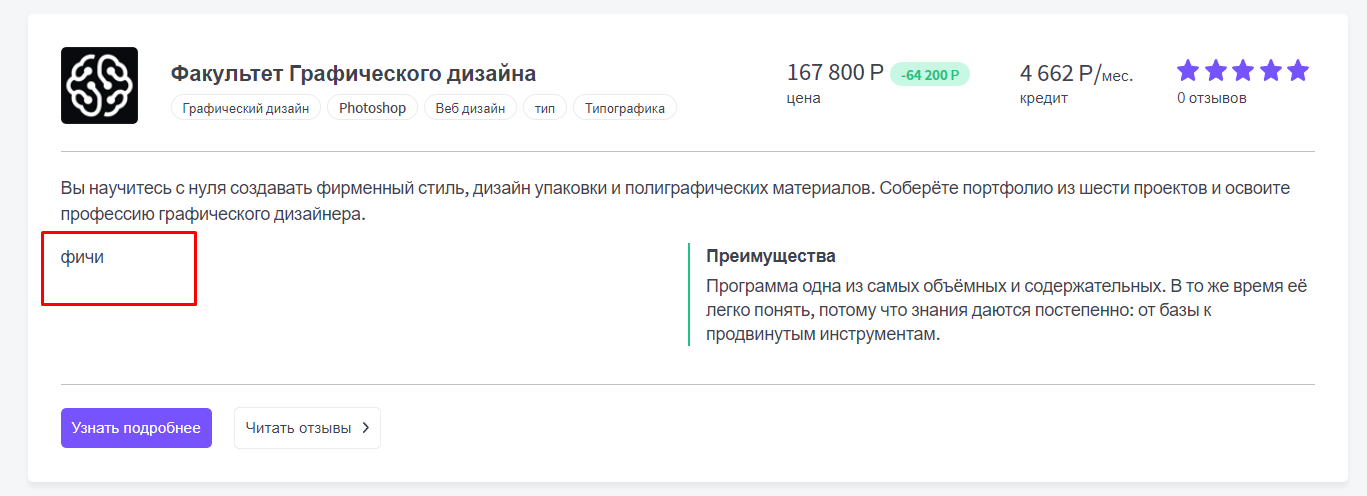 Факультет Графического дизайна
Графический дизайн Photoshop Веб дизайн тип Типографика
167 800 Р -64 200 Р
цена
4 662 Р/мес.
кредит
0 отзывов
Вы научитесь с нуля создавать фирменный стиль, дизайн упаковки и полиграфических материалов. Соберёте портфолио из шести проектов и освоите
профессию графического дизайнера.
фичи
Преимущества
Программа одна из самых объёмных и содержательных. В то же время её
легко понять, потому что знания даются постепенно: от базы к
продвинутым инструментам.
Узнать подробнее
Читать отзывы